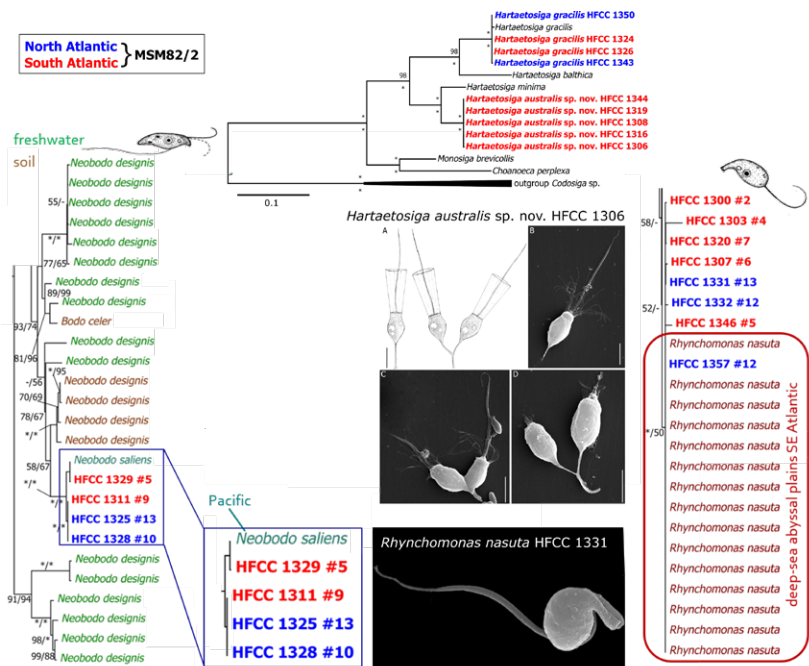 North Atlantic
South Atlantic
MSM82/2
Hartaetosiga gracilis HFCC 1350
Hartaetosiga gracilis
Hartaetosiga gracilis HFCC 1324
Hartaetosiga gracilis HFCC 1326
Hartaetosiga gracilis HFCC 1343
Hartaetosiga balthica
Hartaetosiga minima
Hartaetosiga australis sp. nov. HFCC 1344
Hartaetosiga australis sp. nov. HFCC 1319
Hartaetosiga australis sp. nov. HFCC 1308
Hartaetosiga australis sp. nov. HFCC 1316
Hartaetosiga australis sp. nov. HFCC 1306
Monosiga brevicollis
Choanoeca perplexa
outgroup Codosiga sp.
98
98
*
*
*
*
*
*
*
*
*
*
*
*
*
*
0.1
freshwater
soil
Neobodo designis
Neobodo designis
55/-
Neobodo designis
Neobodo designis
*/*
Neobodo designis
77/65
Neobodo designis
Neobodo designis
89/99
Neobodo designis
93/74
Bodo celer
81/96
Neobodo designis
-/56
Neobodo designis
*/95
Neobodo designis
70/69
Neobodo designis
78/67
Neobodo designis
*/*
Neobodo designis
58/67
Neobodo saliens
HFCC 1329 #5
*/*
*/*
HFCC 1311 #9
HFCC 1325 #13
*/*
HFCC 1328 #10
*/*
Neobodo designis
Neobodo designis
91/94
Neobodo designis
Neobodo designis
98/*
Neobodo designis
99/88
Neobodo designis
Pacific
Neobodo saliens
HFCC 1329 #5
HFCC 1311 #9
HFCC 1325 #13
HFCC 1328 #10
Hartaetosiga australis sp. nov. HFCC 1306
A
B
C
D
Rhynchomonas nasuta HFCC 1331
HFCC 1300 #2
58/-
HFCC 1303 #4
HFCC 1320 #7
HFCC 1307 #6
HFCC 1331 #13
52/-
HFCC 1332 #12
HFCC 1346 #5
Rhynchomonas nasuta
HFCC 1357 #12
Rhynchomonas nasuta
Rhynchomonas nasuta
*/50
Rhynchomonas nasuta
Rhynchomonas nasuta
Rhynchomonas nasuta
Rhynchomonas nasuta
Rhynchomonas nasuta
Rhynchomonas nasuta
Rhynchomonas nasuta
Rhynchomonas nasuta
Rhynchomonas nasuta
Rhynchomonas nasuta
Rhynchomonas nasuta
Rhynchomonas nasuta
deep-sea abyssal plains SE Atlantic